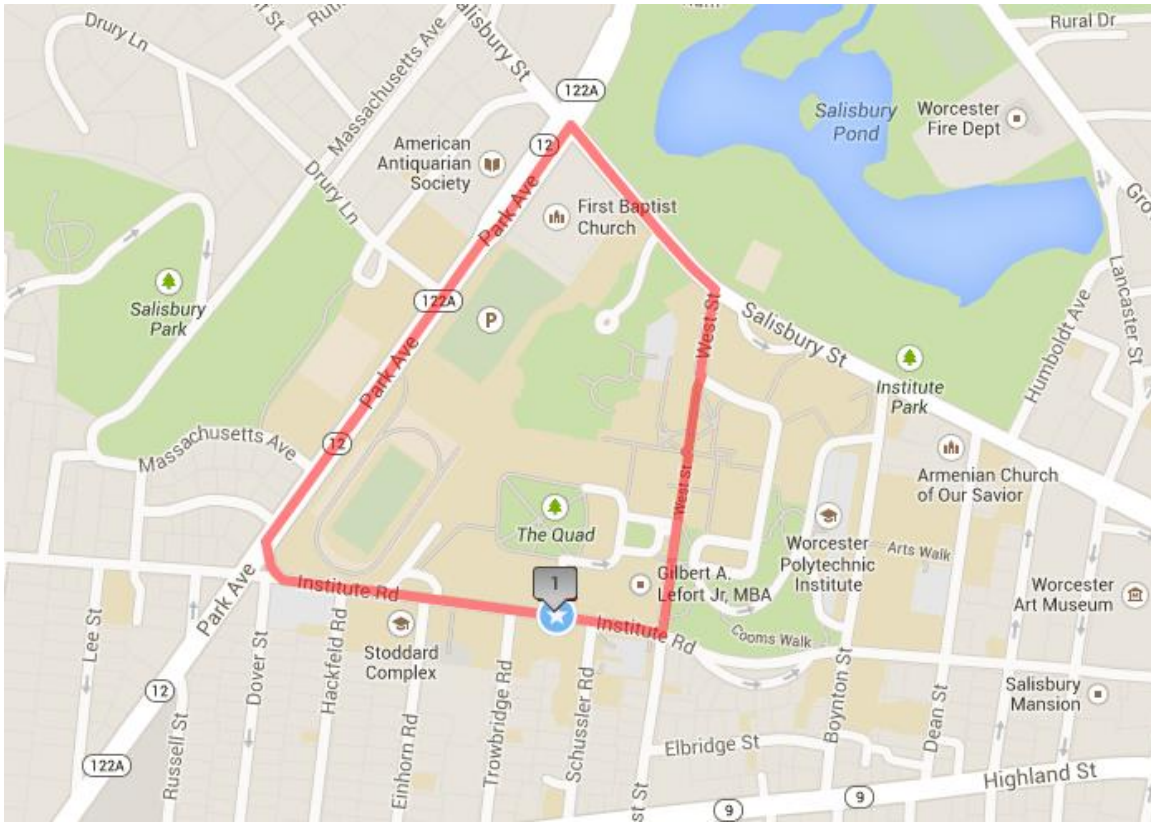 Rural Dr
Drury Ln
Salisbury St
Massachusetts Ave
122A
Salisbury
Pond
Worcester
Fire Dept
American
Antiquarian
Society
12
Drury Ln
Park Ave
First Baptist
Church
Lancaster St
Humboldt Ave
122A
P
Salisbury
Park
West St
Salisbury St
Park Ave
Institute
Park
Massachusetts Ave
12
Armenian Church
of Our Savior
West St
The Quad
Worcester
Polytechnic
Institute
Arts Walk
Gilbert A.
Lefort Jr, MBA
1
Institute Rd
Worcester
Art Museum
Park Ave
Lee St
Institute Rd
Cooms Walk
Stoddard
Complex
Dover St
Hackfeld Rd
Einhorn Rd
Trowbridge Rd
Schussler Rd
Boynton St
Dean St
Salisbury
Mansion
12
Russell St
Elbridge St
122A
Highland St
9
9